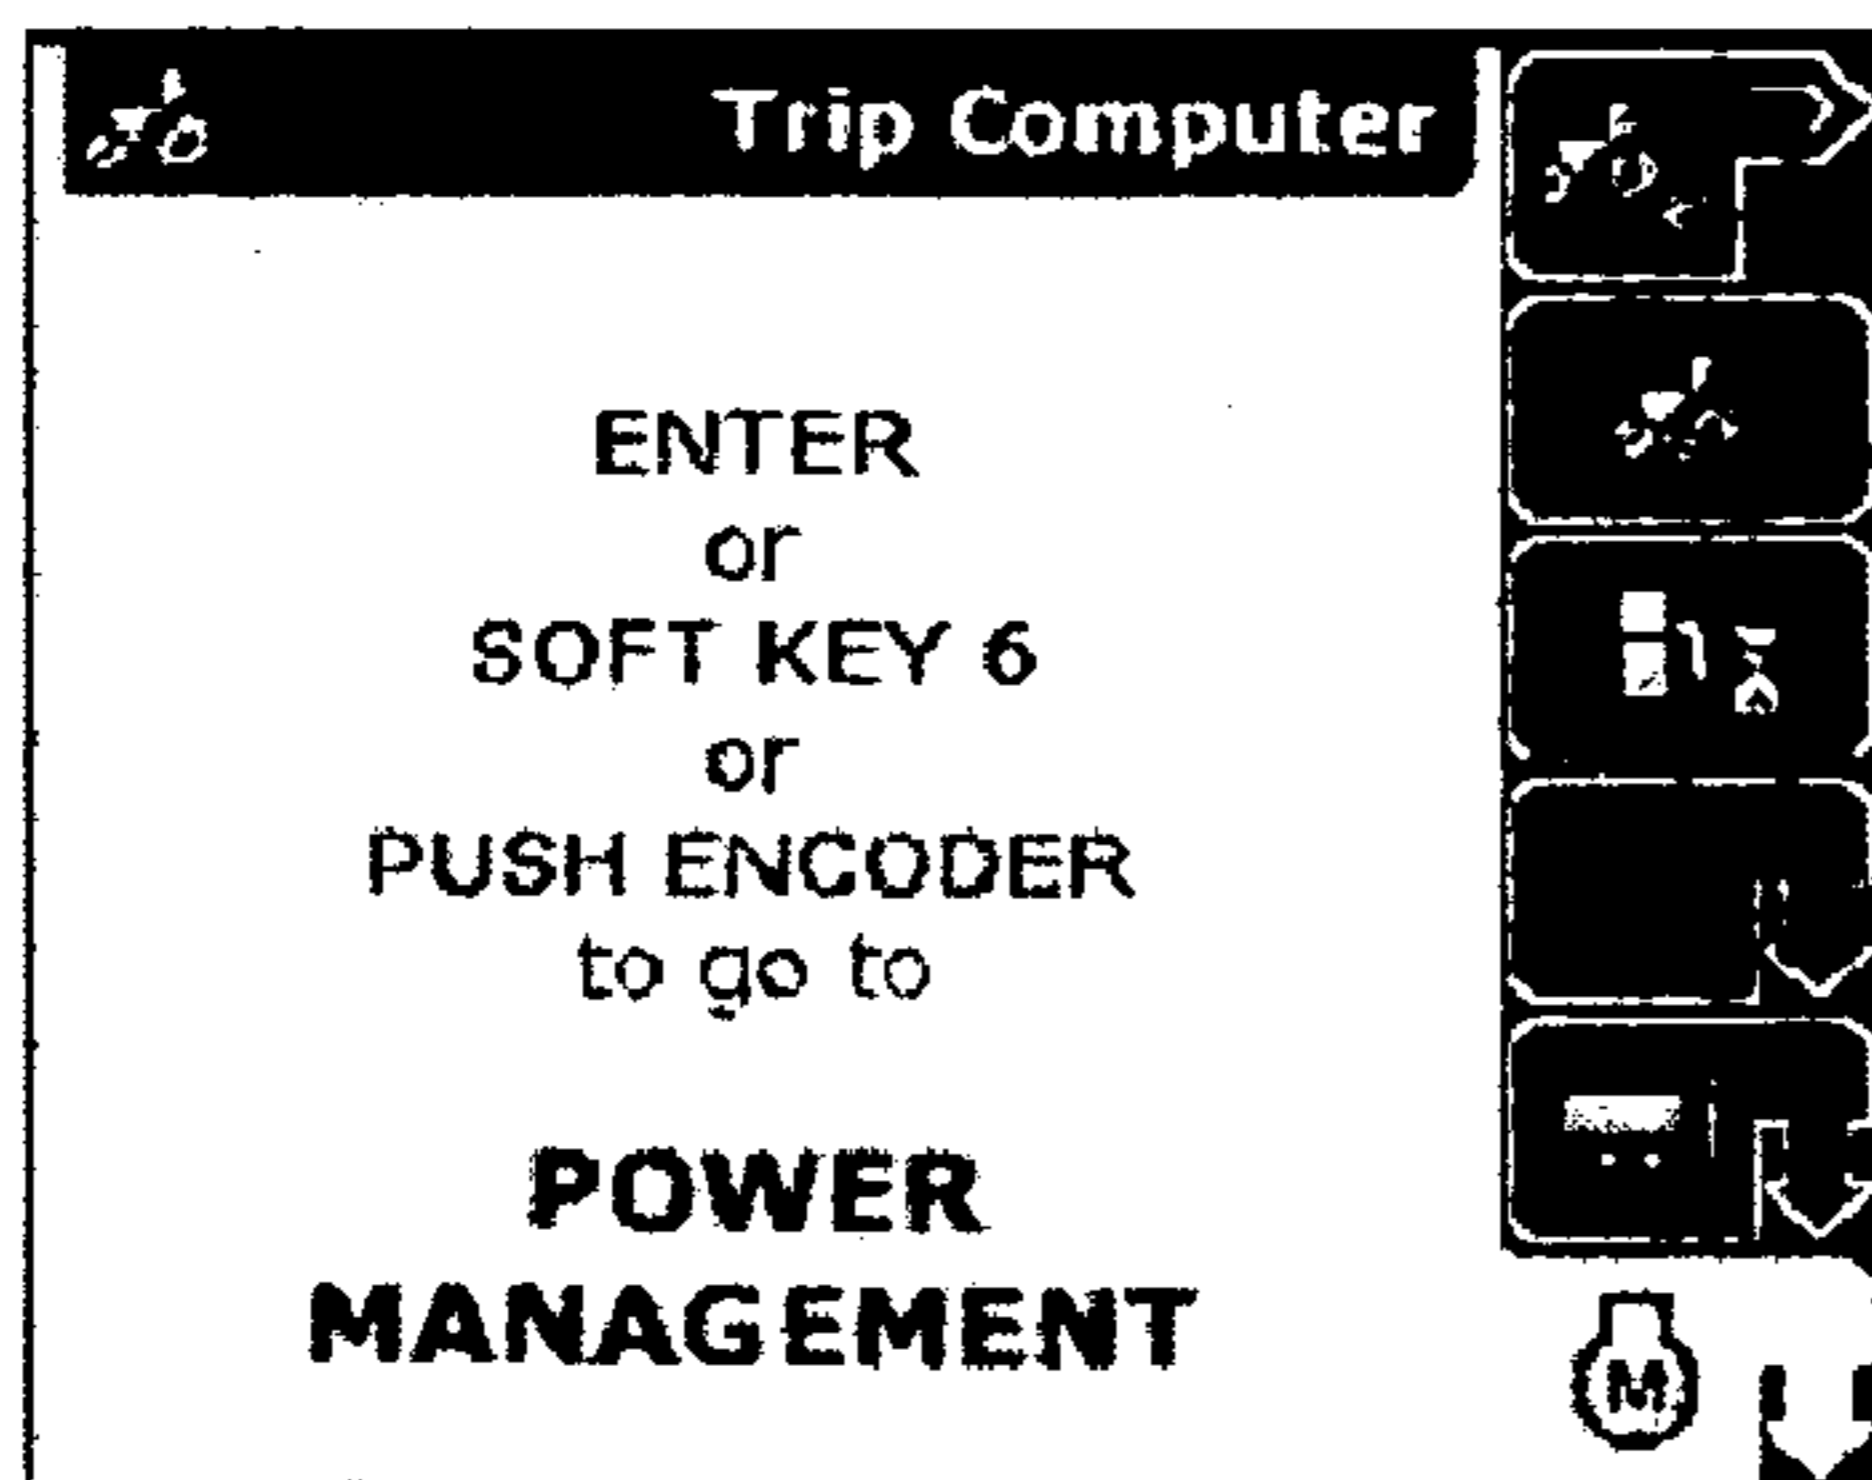 Trip Computer
ENTER
or
SOFT KEY 6
or
PUSH ENCODER
to go to
POWER
MANAGEMENT
M